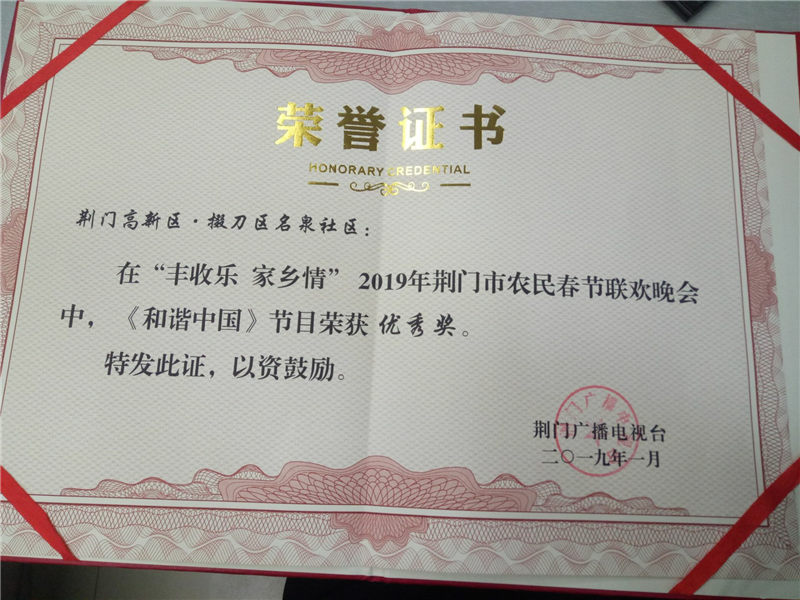 荣誉证书
HONORARY CREDENTIAL
荆门高新区·掇刀区名泉社区：
在“丰收乐 家乡情” 2019年荆门市农民春节联欢晚会
中，《和谐中国》节目荣获 优秀奖。
特发此证，以资鼓励。
荆门广播电视台
二〇一九年一月